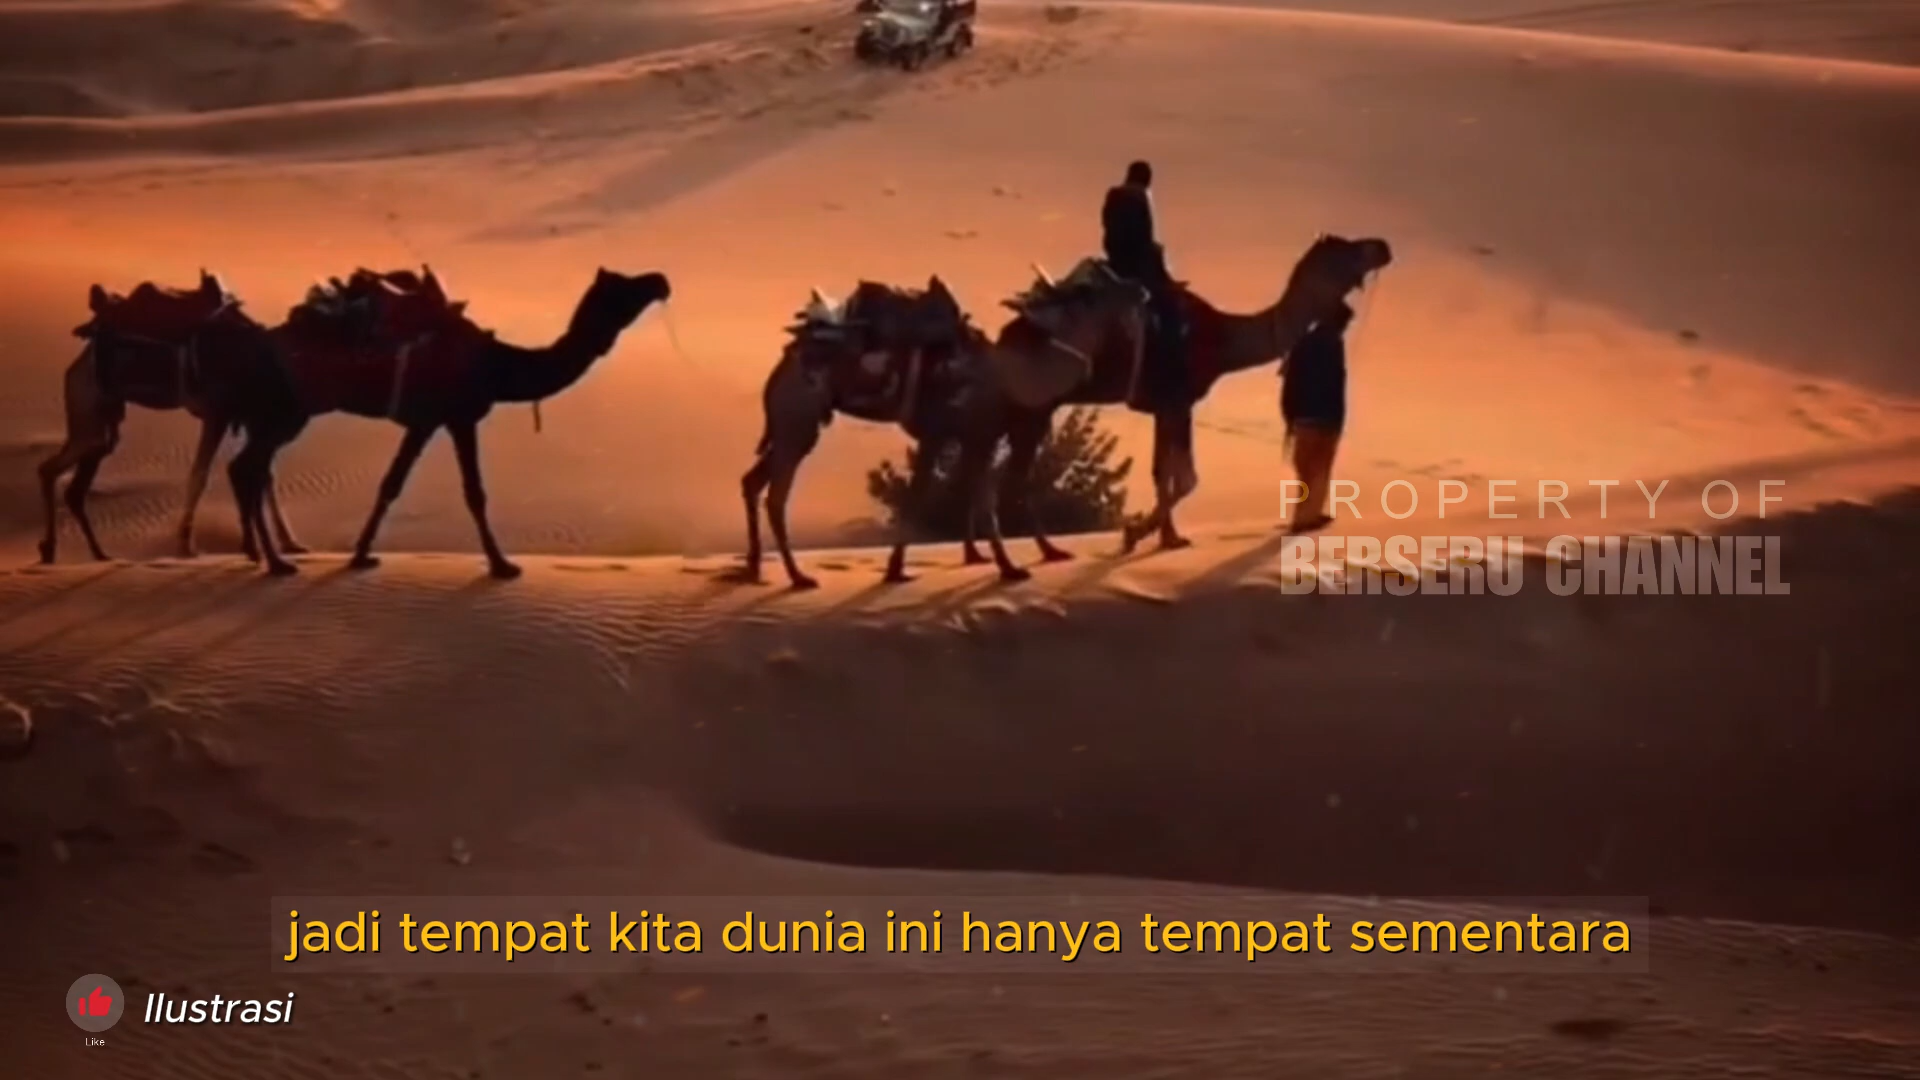 PROPERTY OF
BERSERU CHANNEL
jadi tempat kita dunia ini hanya tempat sementara
Ilustrasi
Like